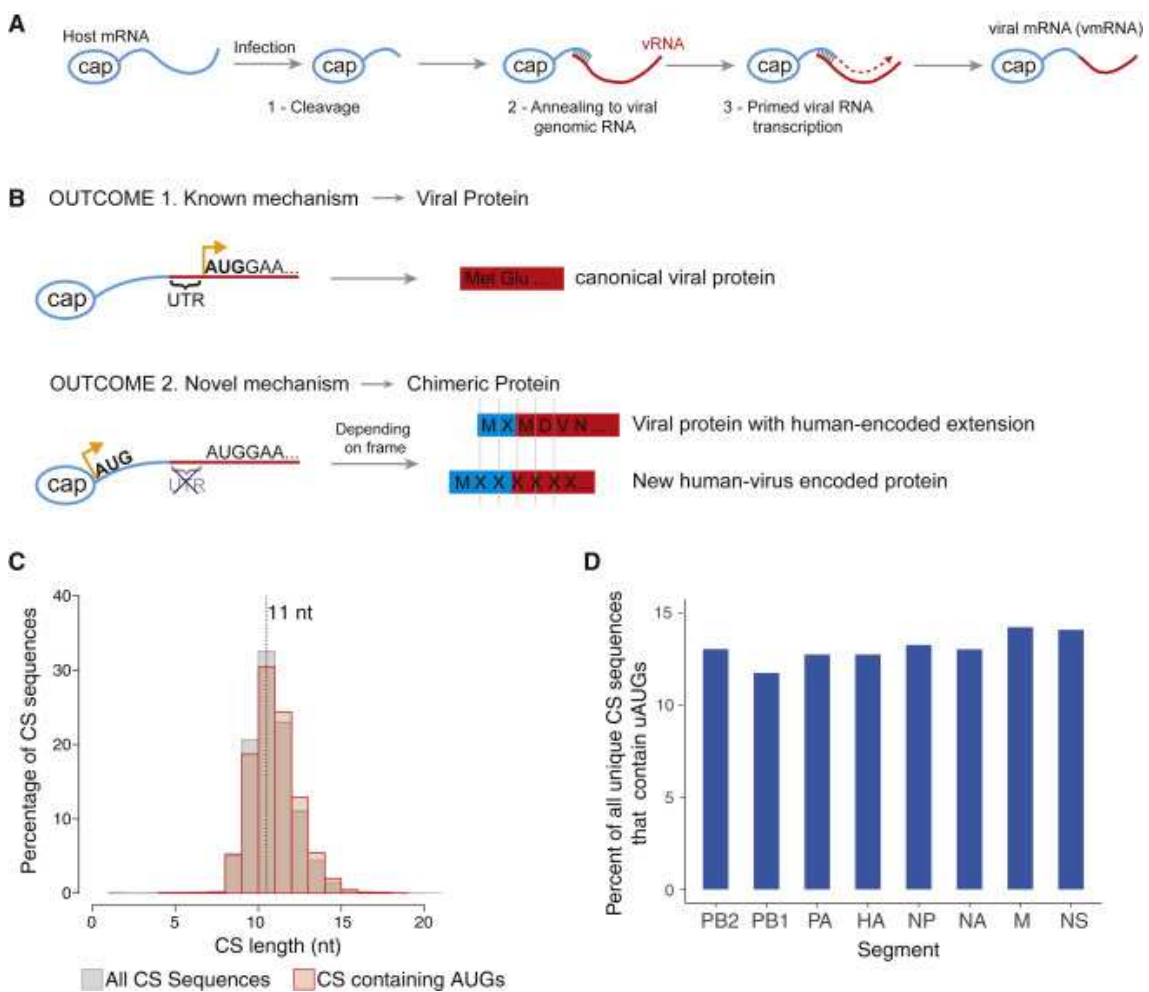 A
Host mRNA
cap
Infection
1 - Cleavage
cap
cap
vRNA
2 - Annealing to viral
genomic RNA
cap
3 - Primed viral RNA
transcription
viral mRNA (vmRNA)
cap
B
OUTCOME 1. Known mechanism → Viral Protein
cap
AUGGAA...
UTR
Met Glu ...
canonical viral protein
OUTCOME 2. Novel mechanism → Chimeric Protein
cap
AUG
AUGGAA...
UTR
Depending
on frame
M X M D V N ...
Viral protein with human-encoded extension
M X X X X X X...
New human-virus encoded protein
C
Percentage of CS sequences
40
30
20
10
0
11 nt
0 5 10 15 20
CS length (nt)
All CS Sequences
CS containing AUGs
D
Percent of all unique CS sequences
that contain uAUGs
15
10
5
0
PB2 PB1 PA HA NP NA M NS
Segment